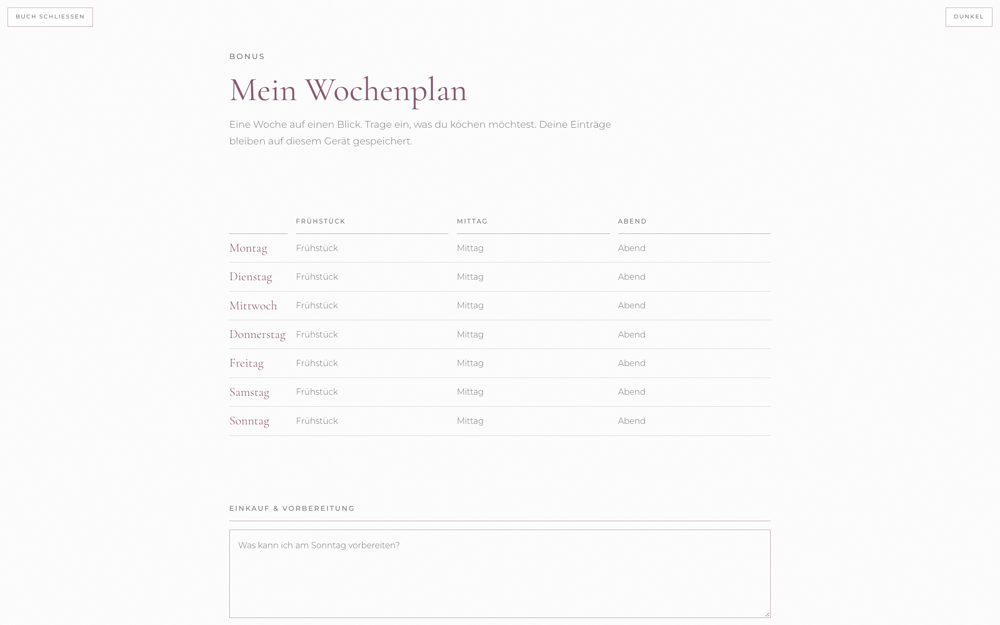 BUCH SCHLIESSEN
DUNKEL
BONUS
Mein Wochenplan
Eine Woche auf einen Blick. Trage ein, was du kochen möchtest. Deine Einträge
bleiben auf diesem Gerät gespeichert.
FRÜHSTÜCK MITTAG ABEND
Montag Frühstück Mittag Abend
Dienstag Frühstück Mittag Abend
Mittwoch Frühstück Mittag Abend
Donnerstag Frühstück Mittag Abend
Freitag Frühstück Mittag Abend
Samstag Frühstück Mittag Abend
Sonntag Frühstück Mittag Abend
EINKAUF & VORBEREITUNG
Was kann ich am Sonntag vorbereiten?